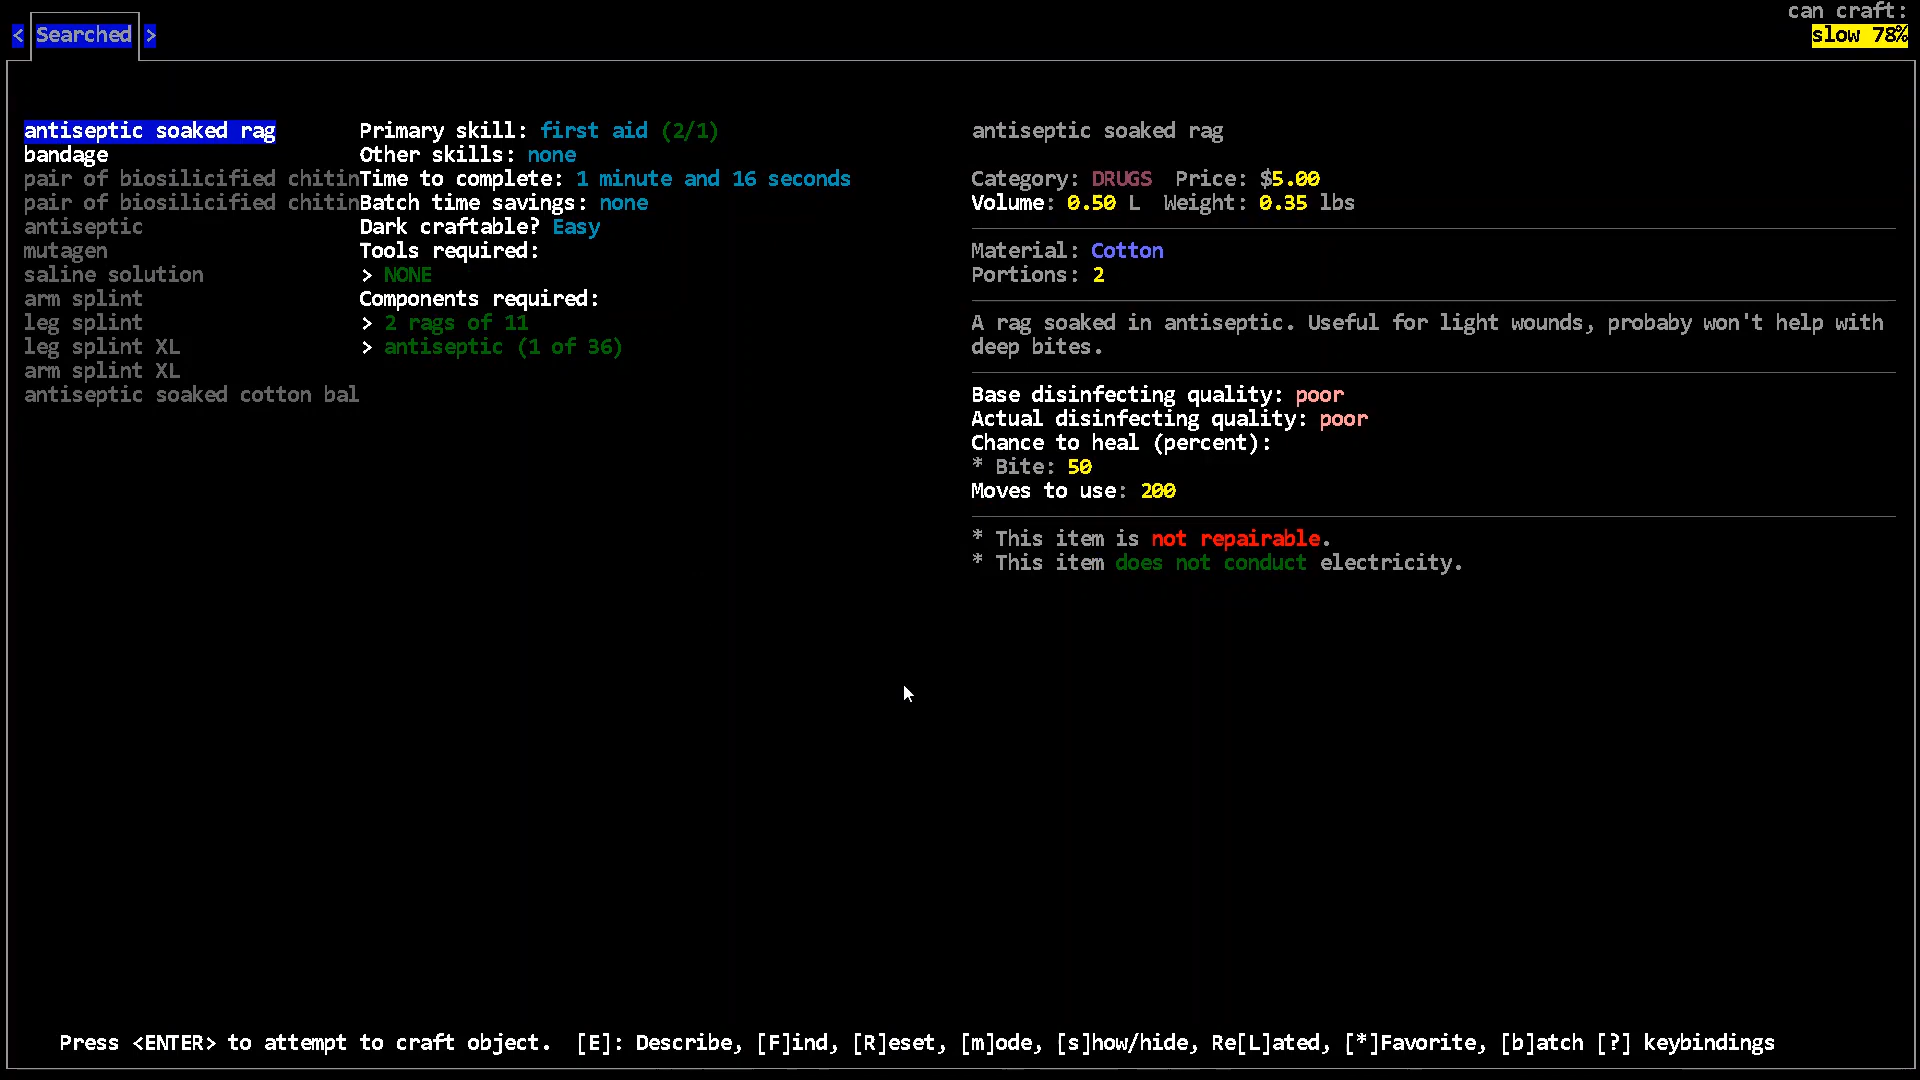 can craft:
< Searched >
slow 78%
antiseptic soaked rag
bandage
pair of biosilicified chitin
pair of biosilicified chitin
antiseptic
mutagen
saline solution
arm splint
leg splint
leg splint XL
arm splint XL
antiseptic soaked cotton bal
Primary skill: first aid (2/1)
Other skills: none
Time to complete: 1 minute and 16 seconds
Batch time savings: none
Dark craftable? Easy
Tools required:
> NONE
Components required:
> 2 rags of 11
> antiseptic (1 of 36)
antiseptic soaked rag
Category: DRUGS Price: $5.00
Volume: 0.50 L Weight: 0.35 lbs
Material: Cotton
Portions: 2
A rag soaked in antiseptic. Useful for light wounds, probaby won't help with
deep bites.
Base disinfecting quality: poor
Actual disinfecting quality: poor
Chance to heal (percent):
* Bite: 50
Moves to use: 200
* This item is not repairable.
* This item does not conduct electricity.
Press <ENTER> to attempt to craft object. [E]: Describe, [F]ind, [R]eset, [m]ode, [s]how/hide, Re[L]ated, [*]Favorite, [b]atch [?] keybindings